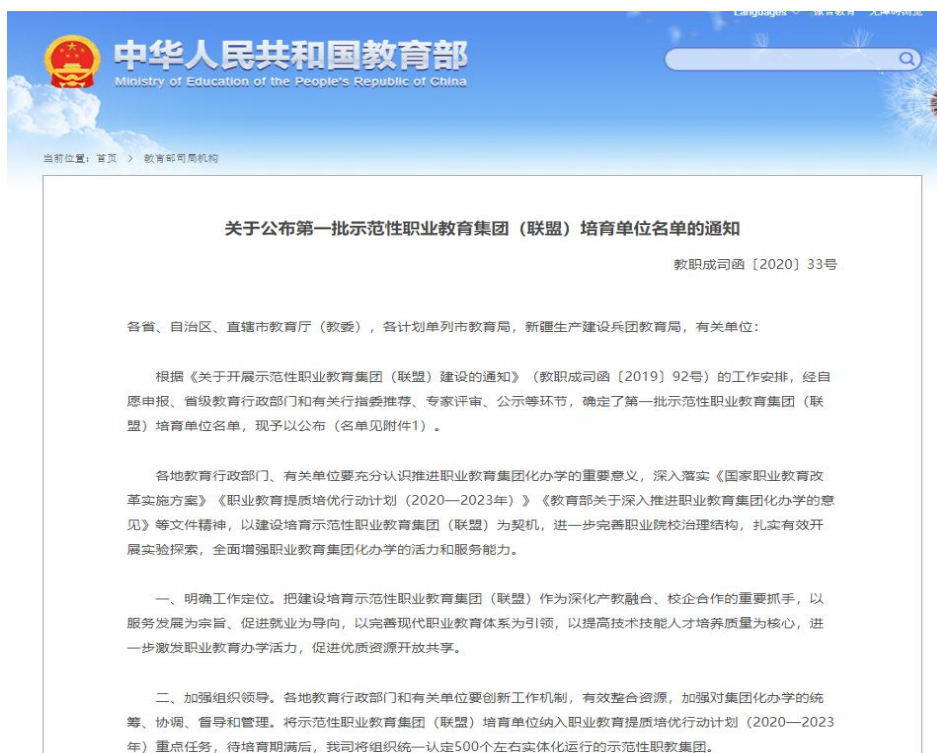 Languages 微言教育 无障碍浏览
中华人民共和国教育部
Ministry of Education of the People's Republic of China
当前位置：首页 > 教育部司局机构
关于公布第一批示范性职业教育集团（联盟）培育单位名单的通知
教职成司函〔2020〕33号
各省、自治区、直辖市教育厅（教委），各计划单列市教育局，新疆生产建设兵团教育局，有关单位：
根据《关于开展示范性职业教育集团（联盟）建设的通知》（教职成司函〔2019〕92号）的工作安排，经自
愿申报、省级教育行政部门和有关行指委推荐、专家评审、公示等环节，确定了第一批示范性职业教育集团（联
盟）培育单位名单，现予以公布（名单见附件1）。
各地教育行政部门、有关单位要充分认识推进职业教育集团化办学的重要意义，深入落实《国家职业教育改
革实施方案》《职业教育提质培优行动计划（2020—2023年）》《教育部关于深入推进职业教育集团化办学的意
见》等文件精神，以建设培育示范性职业教育集团（联盟）为契机，进一步完善职业院校治理结构，扎实有效开
展实验探索，全面增强职业教育集团化办学的活力和服务能力。
一、明确工作定位。把建设培育示范性职业教育集团（联盟）作为深化产教融合、校企合作的重要抓手，以
服务发展为宗旨、促进就业为导向，以完善现代职业教育体系为引领，以提高技术技能人才培养质量为核心，进
一步激发职业教育办学活力，促进优质资源开放共享。
二、加强组织领导。各地教育行政部门和有关单位要创新工作机制，有效整合资源，加强对集团化办学的统
筹、协调、督导和管理。将示范性职业教育集团（联盟）培育单位纳入职业教育提质培优行动计划（2020—2023
年）重点任务，待培育期满后，我司将组织统一认定500个左右实体化运行的示范性职教集团。